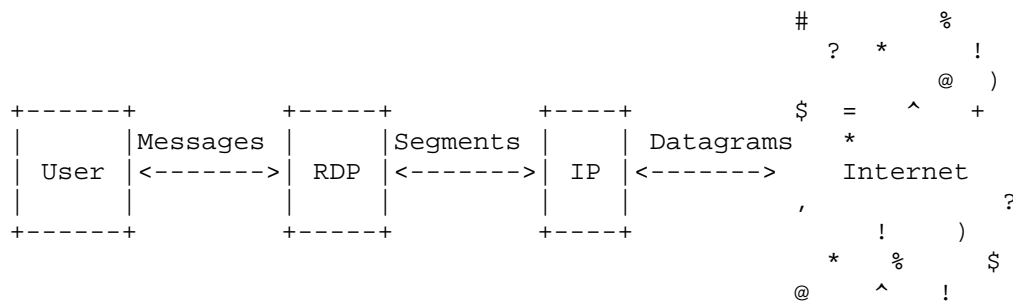 #        %
                                                               ?  *      !
                                                                        @  )
+------+            +-----+            +----+                $  =   ^   +
|      |Messages    |     |Segments    |    | Datagrams        *
| User |<------->|  RDP  |<------->|  IP  |<------->        Internet
|      |            |     |            |    |                ,               ?
+------+            +-----+            +----+                      !     )
                                                               *    %      $
                                                             @     ^    !